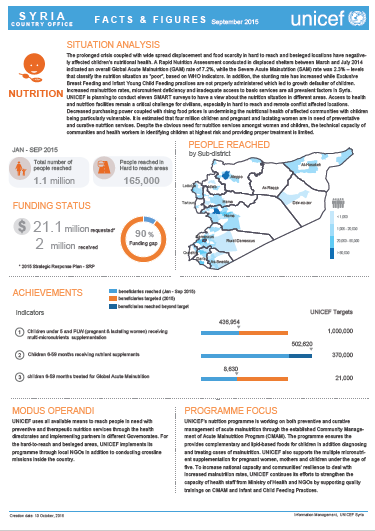 SYRIA
COUNTRY OFFICE
FACTS & FIGURES September 2015
unicef
NUTRITION
SITUATION ANALYSIS
The prolonged crisis coupled with wide spread displacement and food scarcity in hard to reach and besieged locations have negative-
ly affected children's nutritional health. A Rapid Nutrition Assessment conducted in displaced shelters between March and July 2014
indicated an overall Global Acute Malnutrition (GAM) rate of 7.2%, while the Severe Acute Malnutrition (SAM) rate was 2.3% – levels
that classify the nutrition situation as "poor", based on WHO indicators. In addition, the stunting rate has increased while Exclusive
Breast Feeding and Infant Young Child Feeding practices are not properly administered which led to growth defaulter of children.
Increased malnutrition rates, micronutrient deficiency and inadequate access to basic services are all prevalent factors in Syria.
UNICEF is planning to conduct eleven SMART surveys to have a view about the nutrition situation in different areas. Access to health
and nutrition facilities remain a critical challenge for civilians, especially in hard to reach and remote conflict affected locations.
Decreased purchasing power coupled with rising food prices is undermining the nutritional health of affected communities with children
being particularly vulnerable. It is estimated that four million children and pregnant and lactating women are in need of preventative
and curative nutrition services. Despite the obvious need for nutrition services amongst women and children, the technical capacity of
communities and health workers in identifying children at highest risk and providing proper treatment is limited.
JAN - SEP 2015
Total number of
people reached
1.1 million
People reached in
Hard to reach areas
165,000
FUNDING STATUS
$ 21.1 million requested*
2 million received
90 %
Funding gap
* 2015 Strategic Response Plan - SRP
PEOPLE REACHED
by Sub-district
Al-Hasakeh
Aleppo
Ar-Raqqa
Lattakia
Hama
Tartous
Deir-ez-zor
Homs
Rural Damascus
Damascus
Quneitra
Dar'a
As-Sweida
ACHIEVEMENTS
beneficiaries reached (Jan - Sep 2015)
beneficiaries targeted (2015)
beneficiaries reached beyond target
Indicators
UNICEF Targets
1 Children under 5 and PLW (pregnant & lactating women) receiving
multi-micronutrients supplementation
436,954
1,000,000
2 Children 6-59 months receiving nutrient supplements
502,620
370,000
3 children 6-59 months treated for Global Acute Malnutrition
8,630
21,000
MODUS OPERANDI
UNICEF uses all available means to reach people in need with
preventive and therapeutic nutrition services through the health
directorates and implementing partners in different Governorates. For
the hard-to-reach and besieged areas, UNICEF implements its
programme through local NGOs in addition to conducting crossline
missions inside the country.
PROGRAMME FOCUS
UNICEF's nutrition programme is working on both preventive and curative
management of acute malnutrition through the established Community Manage-
ment of Acute Malnutrition Program (CMAM). The programme ensures the
provides complementary and lipid-based foods for children in addition diagnosing
and treating cases of malnutrition. UNICEF also supports the multiple micronutri-
ent supplementation for pregnant women, mothers and children under the age of
five. To increase national capacity and communities' resilience to deal with
increased malnutrition rates, UNICEF continues its efforts to strengthen the
capacity of health staff from Ministry of Health and NGOs by supporting quality
trainings on CMAM and Infant and Child Feeding Practices.
Creation date: 18 October, 2015
Information Management, UNICEF Syria